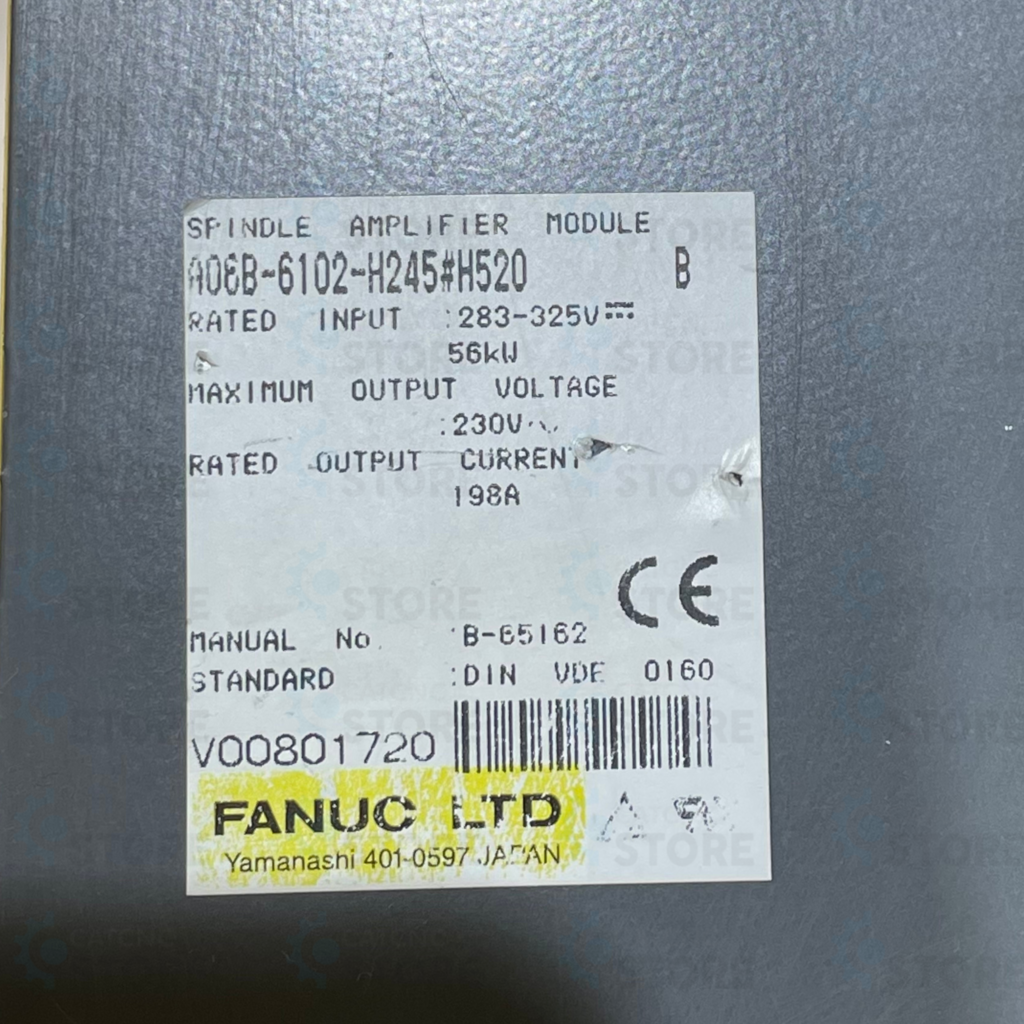 SPINDLE AMPLIFIER MODULE
A06B-6102-H245#H520 B
RATED INPUT :283-325V⎓
56kW
MAXIMUM OUTPUT VOLTAGE
:230V~
RATED OUTPUT CURRENT
198A
CE
MANUAL No. :B-65162
STANDARD :DIN VDE 0160
V00801720
FANUC LTD
Yamanashi 401-0597 JAPAN
STORE